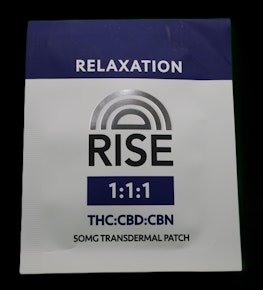 RELAXATION
RISE
1:1:1
THC:CBD:CBN
50MG TRANSDERMAL PATCH